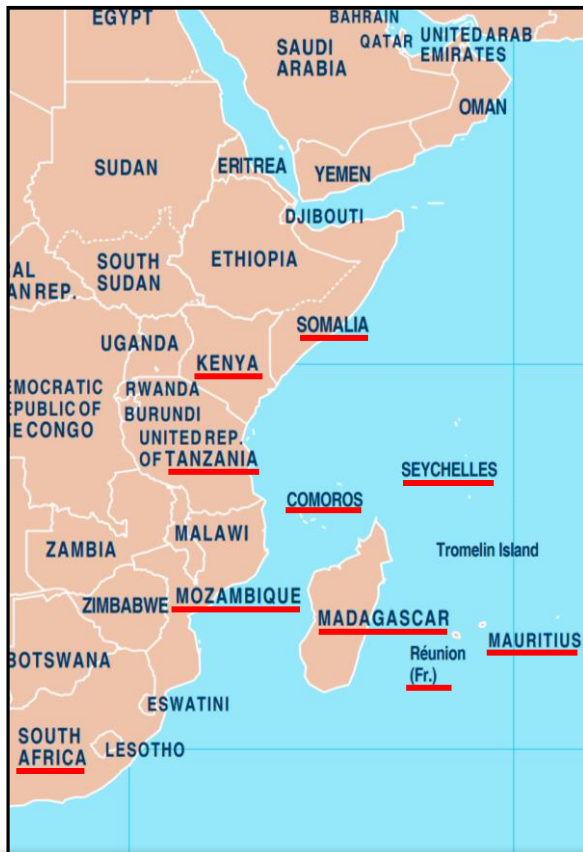 EGYPT
BAHRAIN
QATAR
UNITED ARAB
EMIRATES
SAUDI
ARABIA
OMAN
SUDAN
ERITREA
YEMEN
DJIBOUTI
ETHIOPIA
SOUTH
SUDAN
AL
AN REP.
SOMALIA
UGANDA
KENYA
EMOCRATIC
EPUBLIC OF
E CONGO
RWANDA
BURUNDI
UNITED REP.
OF TANZANIA
SEYCHELLES
COMOROS
MALAWI
ZAMBIA
Tromelin Island
ZIMBABWE
MOZAMBIQUE
MADAGASCAR
MAURITIUS
Réunion
(Fr.)
BOTSWANA
ESWATINI
SOUTH
AFRICA
LESOTHO